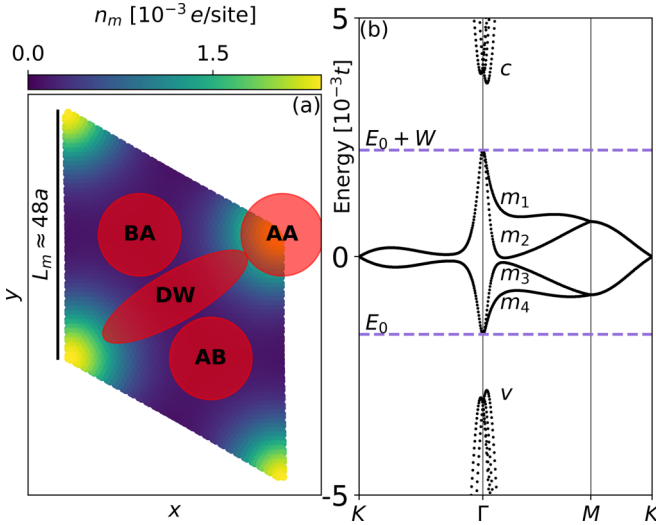 n_m [10^{-3} e/site]
0.0 1.5
(a)
L_m ≈ 48a
BA
AA
DW
AB
y
x
(b)
5
0
-5
Energy [10^{-3} t]
c
E_0 + W
m_1
m_2
m_3
m_4
E_0
v
K Γ M K